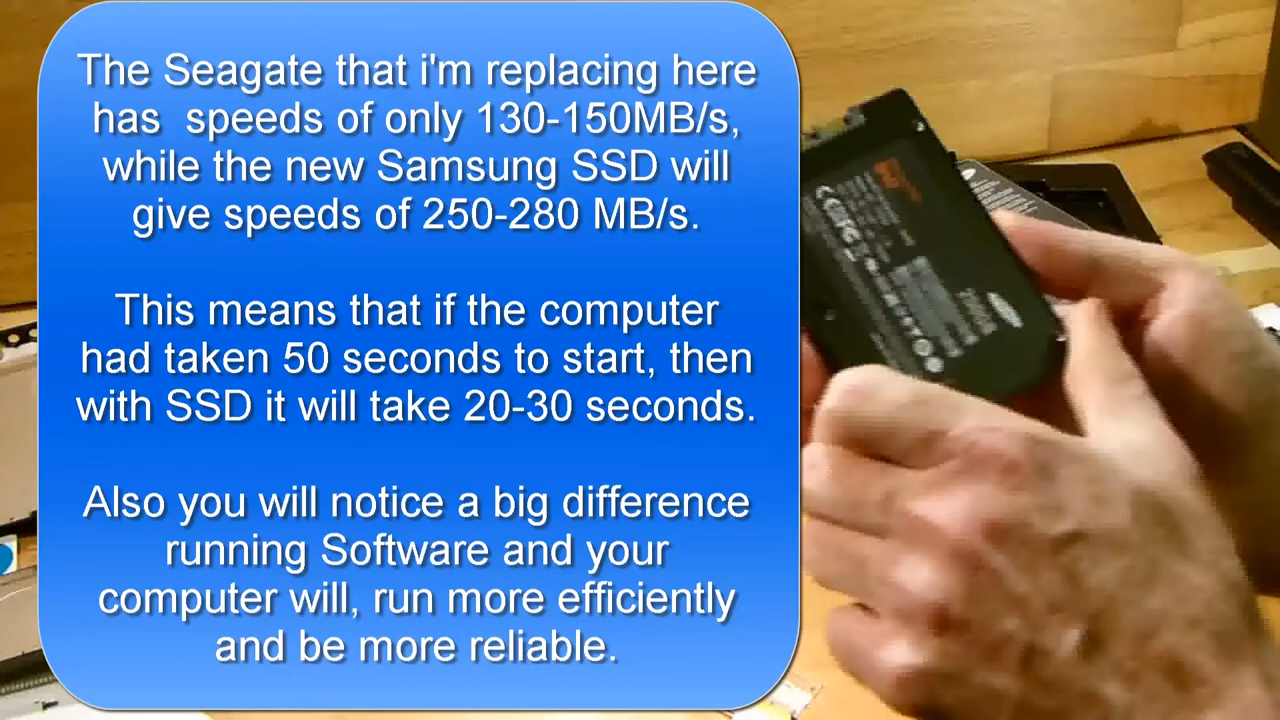 The Seagate that i'm replacing here
has speeds of only 130-150MB/s,
while the new Samsung SSD will
give speeds of 250-280 MB/s.
This means that if the computer
had taken 50 seconds to start, then
with SSD it will take 20-30 seconds.
Also you will notice a big difference
running Software and your
computer will, run more efficiently
and be more reliable.